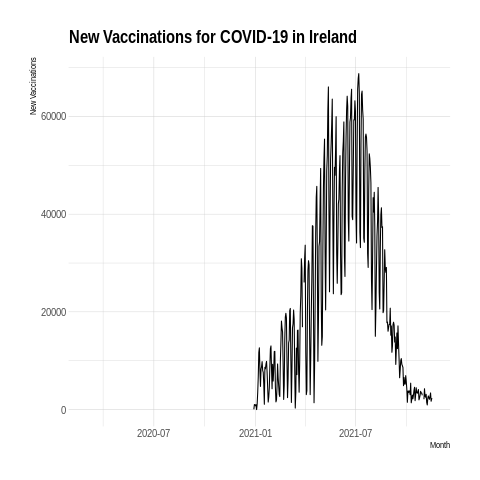 New Vaccinations for COVID-19 in Ireland
New Vaccinations
60000
40000
20000
0
2020-07
2021-01
2021-07
Month